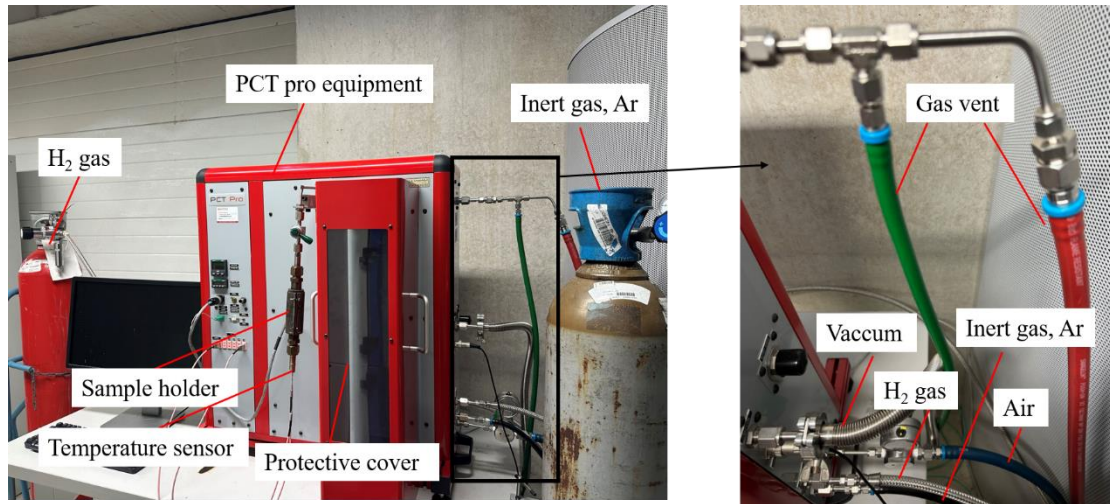 PCT pro equipment
Inert gas, Ar
H₂ gas
PCT Pro
Sample holder
Temperature sensor
Protective cover
Gas vent
Vaccum
Inert gas, Ar
H₂ gas
Air